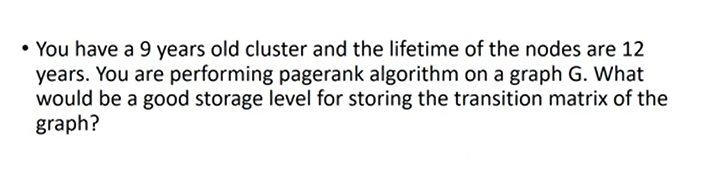 • You have a 9 years old cluster and the lifetime of the nodes are 12
years. You are performing pagerank algorithm on a graph G. What
would be a good storage level for storing the transition matrix of the
graph?